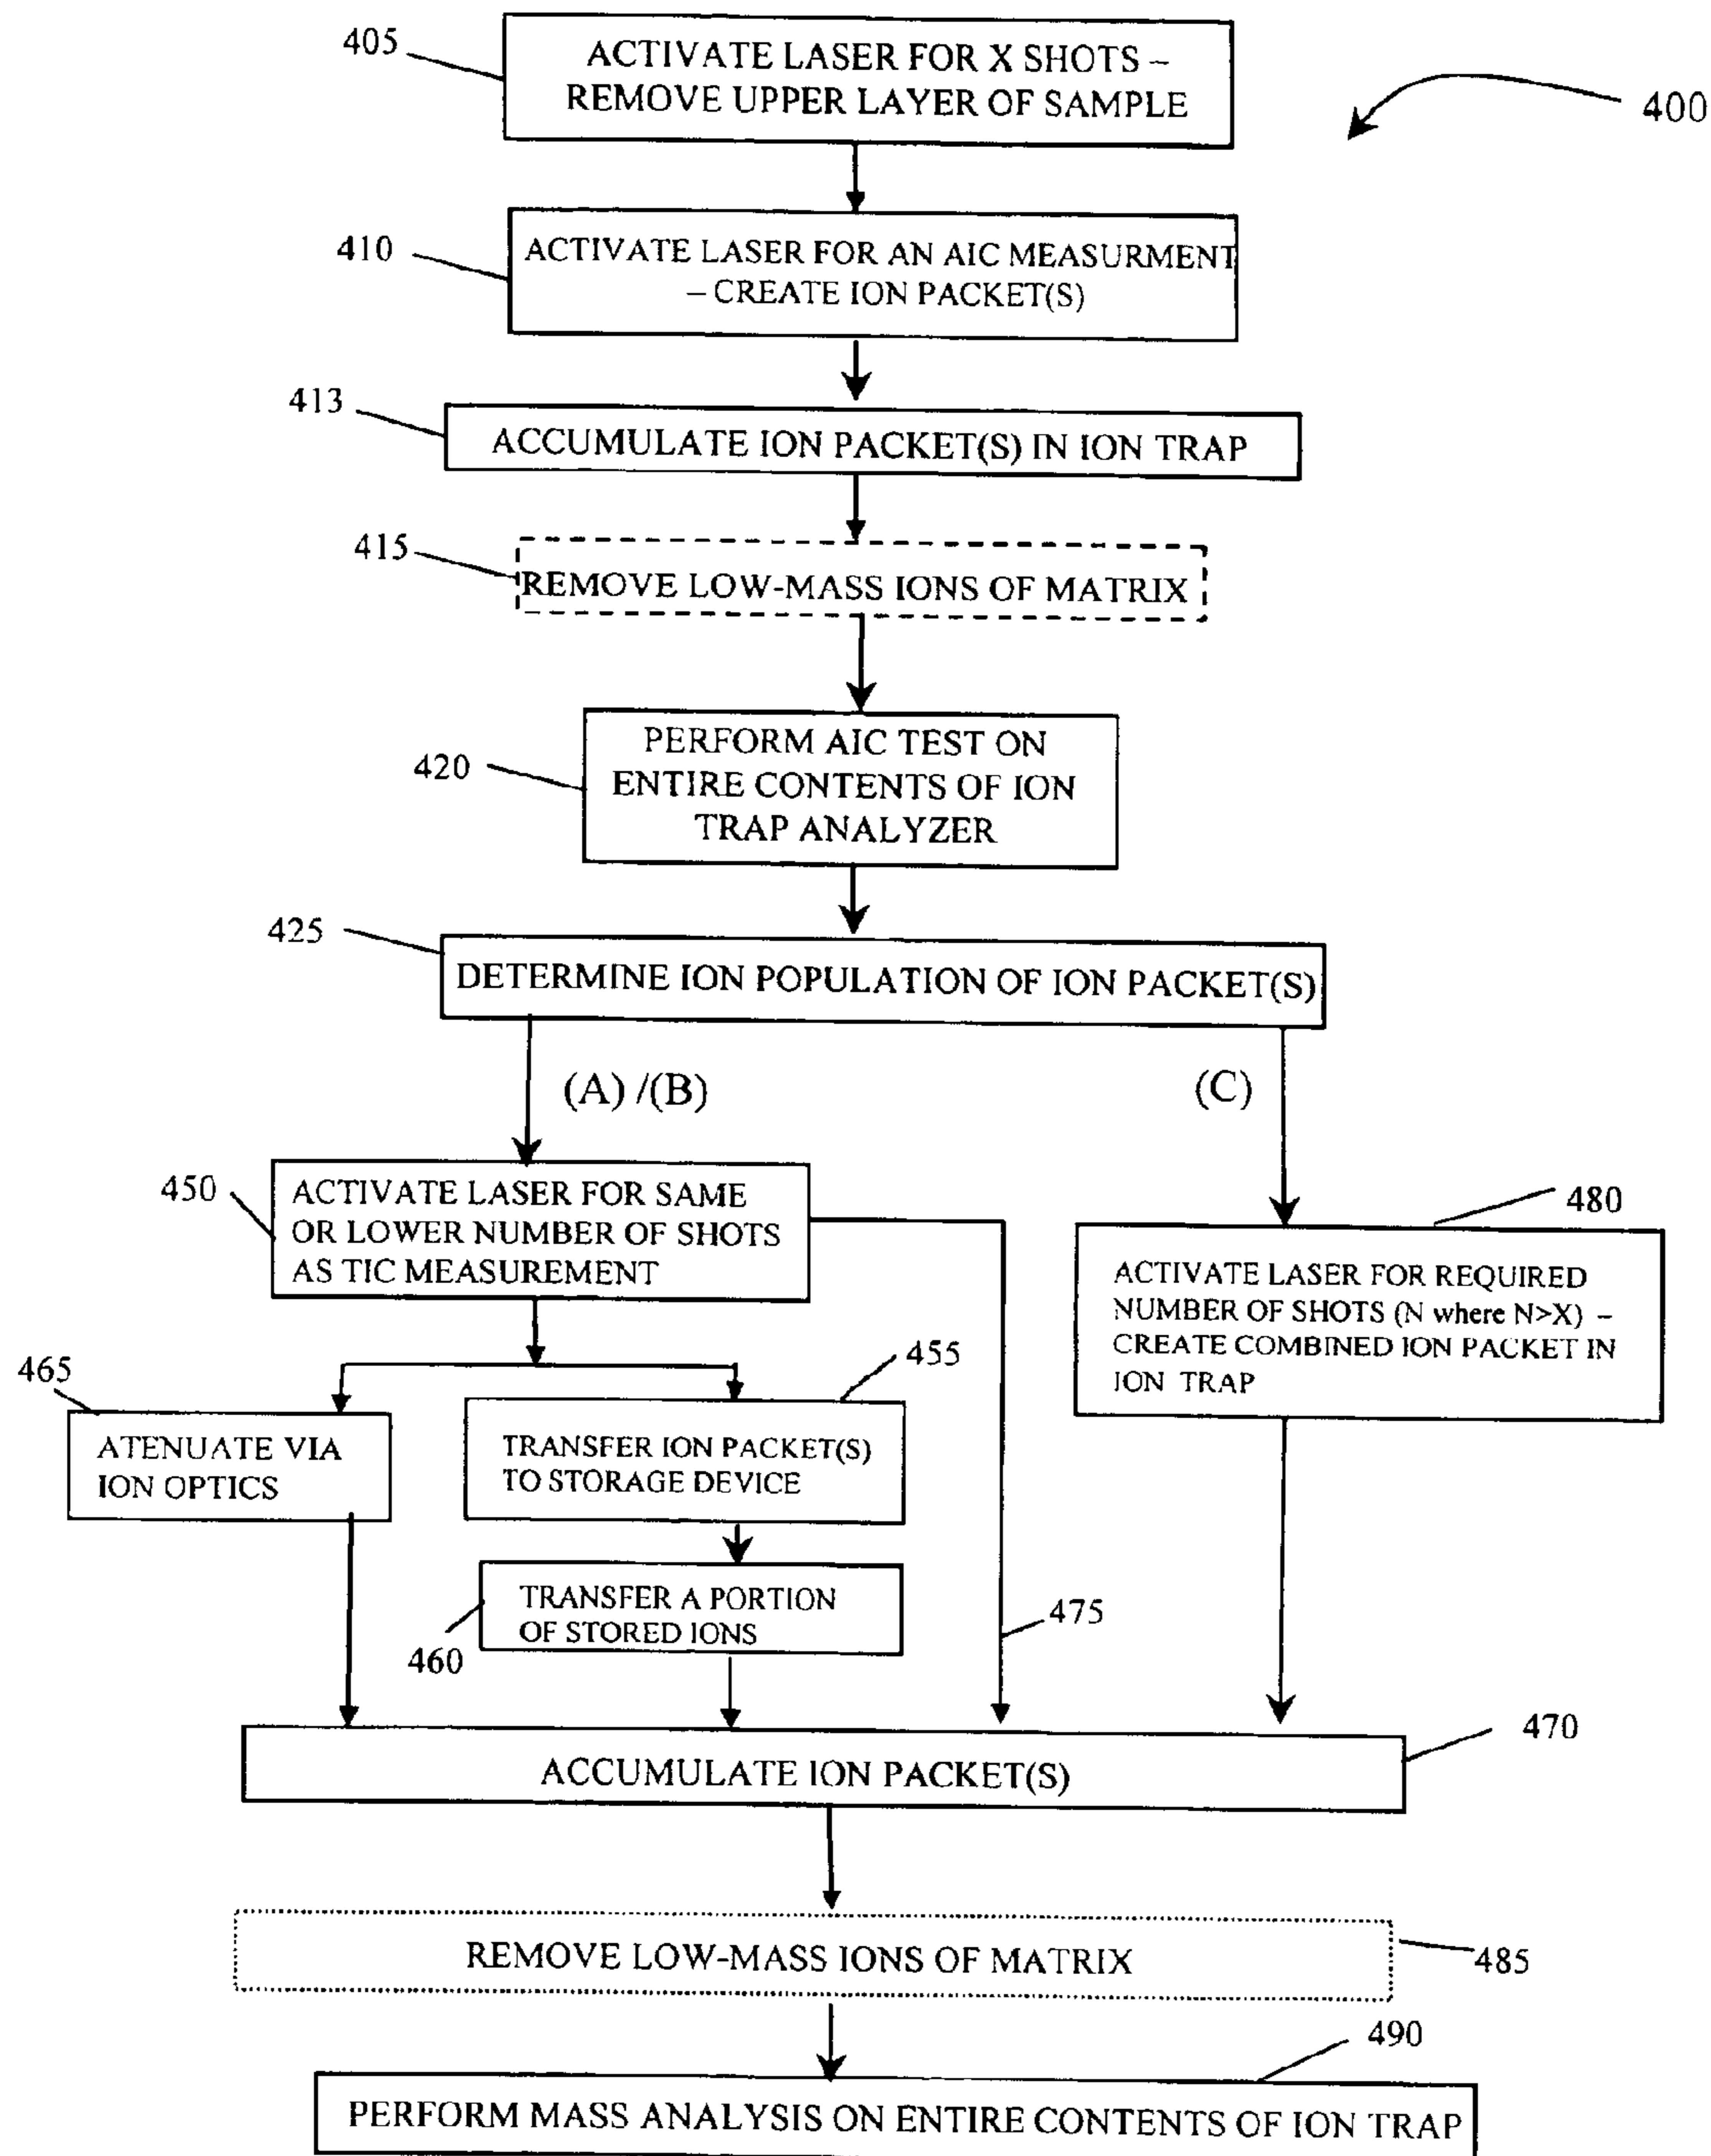 405
ACTIVATE LASER FOR X SHOTS –
REMOVE UPPER LAYER OF SAMPLE
400
410
ACTIVATE LASER FOR AN AIC MEASURMENT
– CREATE ION PACKET(S)
413
ACCUMULATE ION PACKET(S) IN ION TRAP
415
REMOVE LOW-MASS IONS OF MATRIX
420
PERFORM AIC TEST ON
ENTIRE CONTENTS OF ION
TRAP ANALYZER
425
DETERMINE ION POPULATION OF ION PACKET(S)
(A) /(B)
(C)
450
ACTIVATE LASER FOR SAME
OR LOWER NUMBER OF SHOTS
AS TIC MEASUREMENT
480
ACTIVATE LASER FOR REQUIRED
NUMBER OF SHOTS (N where N>X) –
CREATE COMBINED ION PACKET IN
ION TRAP
465
ATENUATE VIA
ION OPTICS
455
TRANSFER ION PACKET(S)
TO STORAGE DEVICE
460
TRANSFER A PORTION
OF STORED IONS
475
470
ACCUMULATE ION PACKET(S)
REMOVE LOW-MASS IONS OF MATRIX
485
490
PERFORM MASS ANALYSIS ON ENTIRE CONTENTS OF ION TRAP